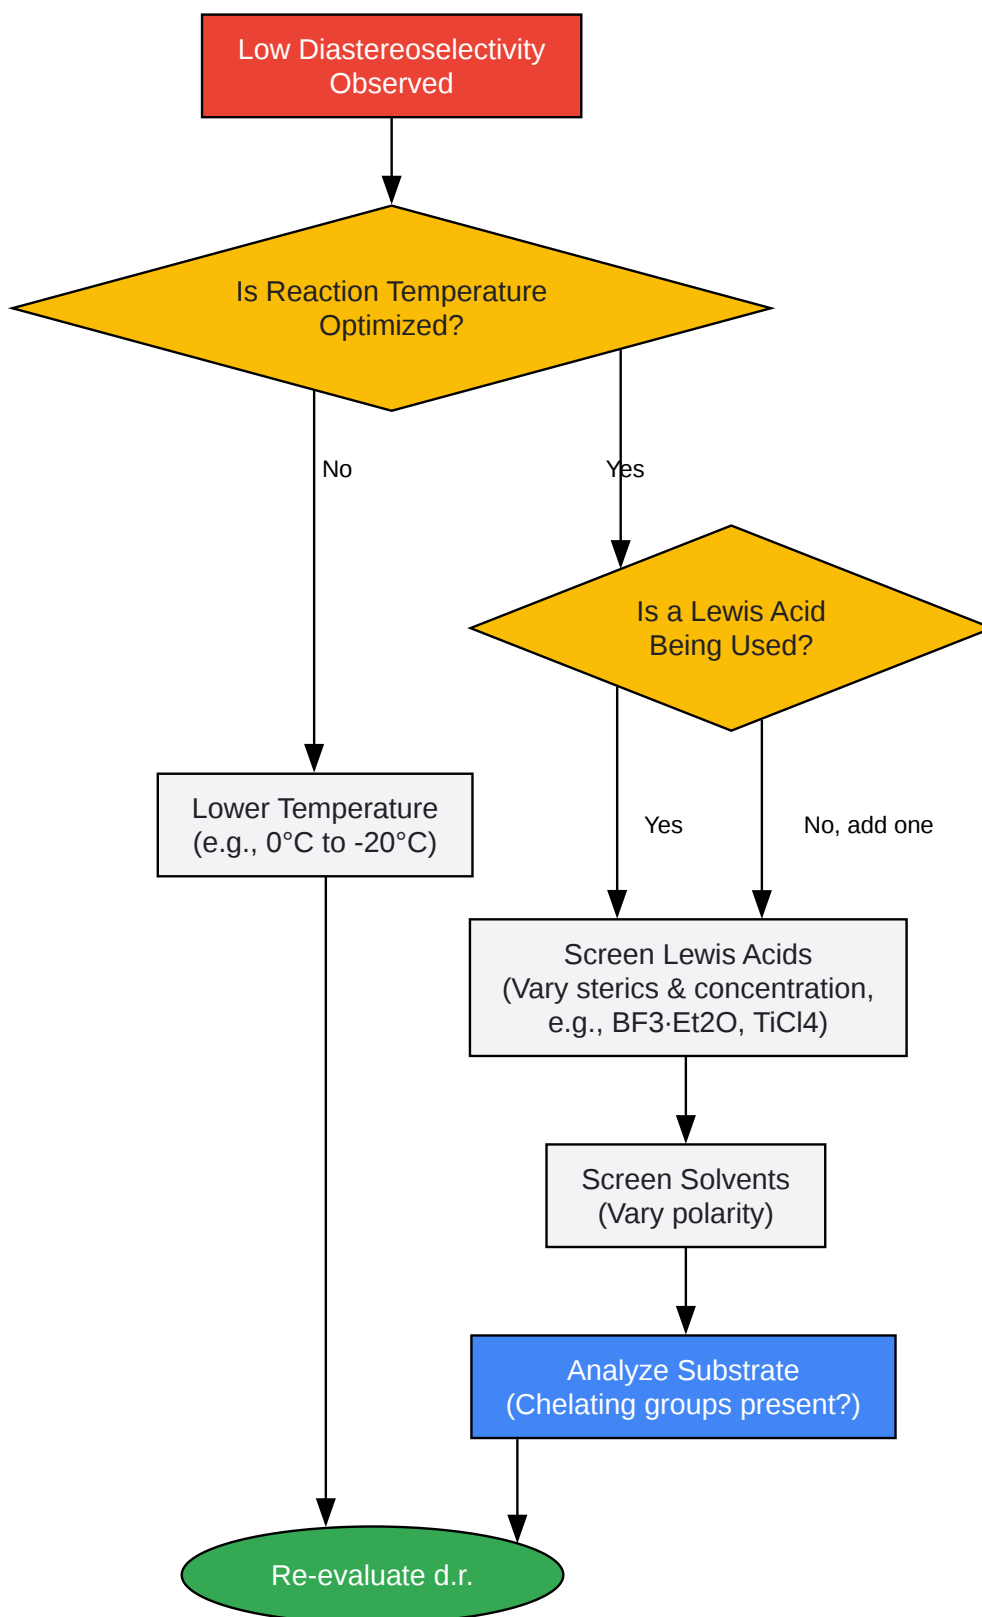 Low Diastereoselectivity
Observed
Is Reaction Temperature
Optimized?
No
Yes
Is a Lewis Acid
Being Used?
Lower Temperature
(e.g., 0°C to -20°C)
Yes
No, add one
Screen Lewis Acids
(Vary sterics & concentration,
e.g., BF3·Et2O, TiCl4)
Screen Solvents
(Vary polarity)
Analyze Substrate
(Chelating groups present?)
Re-evaluate d.r.